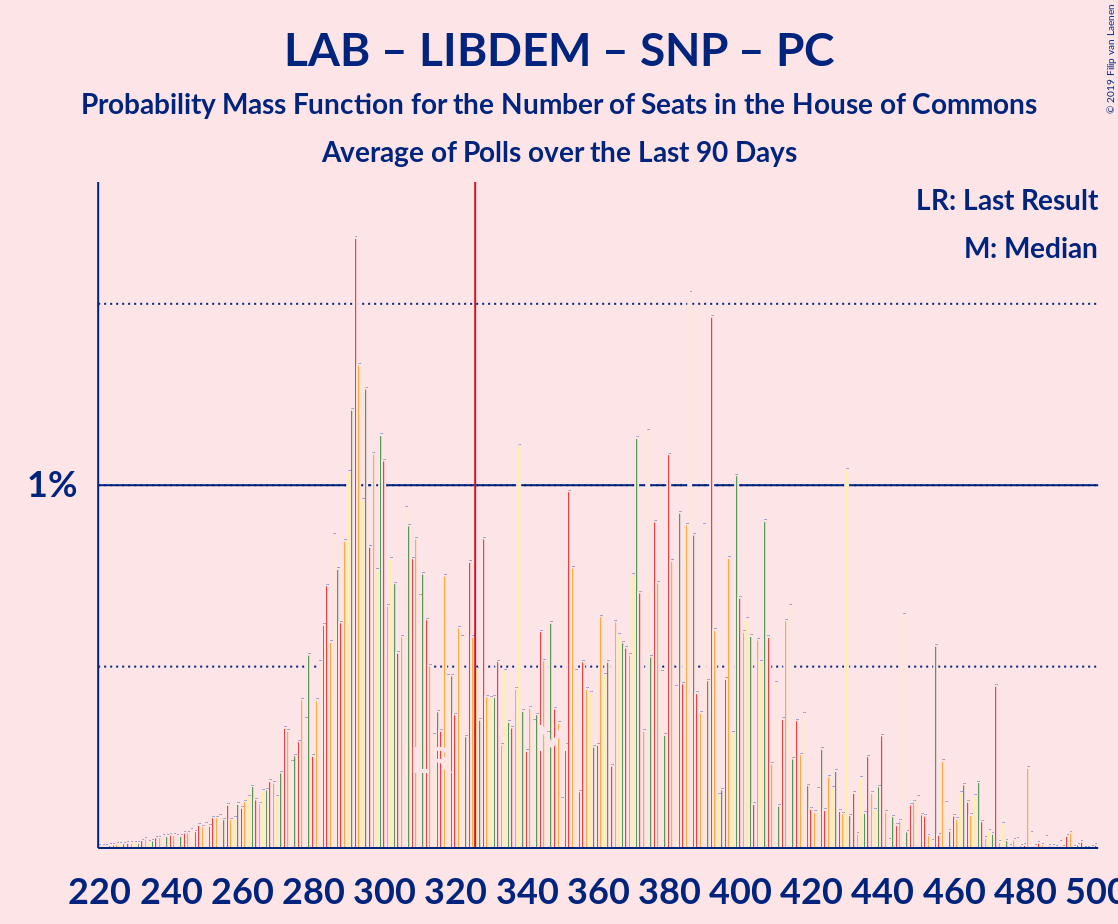 LAB – LIBDEM – SNP – PC
Probability Mass Function for the Number of Seats in the House of Commons
Average of Polls over the Last 90 Days
© 2019 Filip van Laenen
LR: Last Result
M: Median
1%
LR
M
220 240 260 280 300 320 340 360 380 400 420 440 460 480 500